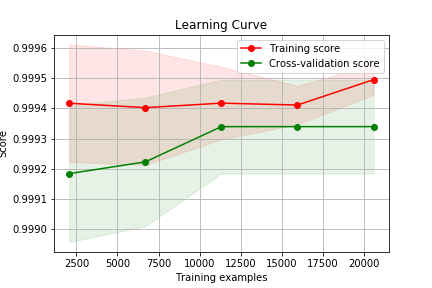 Learning Curve
0.9996
0.9995
0.9994
0.9993
0.9992
0.9991
0.9990
Score
Training score
Cross-validation score
2500 5000 7500 10000 12500 15000 17500 20000
Training examples